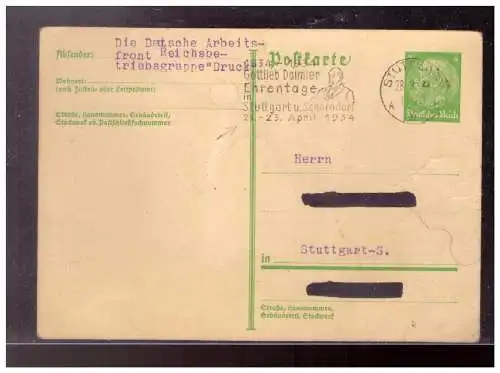 Absender: Die Deutsche Arbeits-
front Reichsbe-
triebsgruppe"Druck"
Wohnort:
(auch Zustell- oder Leitpostamt)
Straße, Hausnummer, Gebäudeteil,
Stockwerk od. Postschließfachnummer
Postkarte
Gottlieb Daimler
Ehrentage
in
Stuttgart u. Schorndorf
23. April 1934
STUTTGART
A
Deutsches Reich
Herrn
Stuttgart-S.
in
Straße, Hausnummer,
Gebäudeteil, Stockwerk